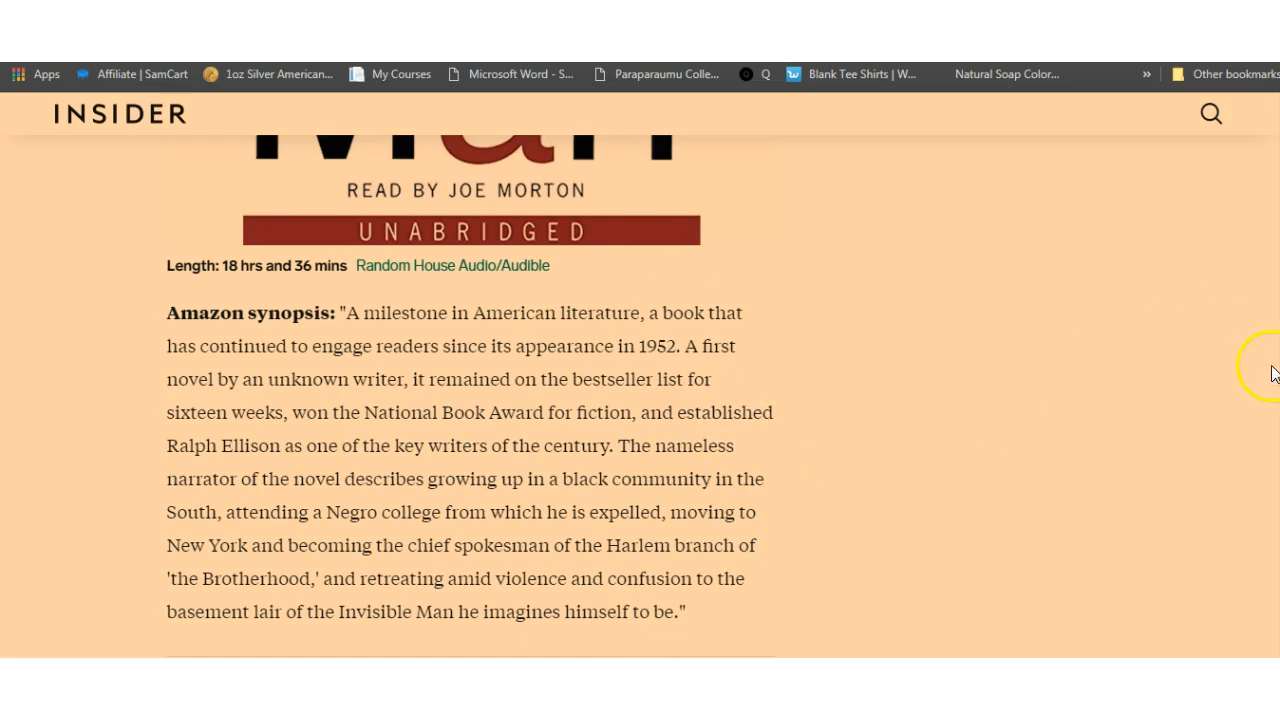 Apps Affiliate | SamCart 1oz Silver American... My Courses Microsoft Word - S... Paraparaumu Colle... Q Blank Tee Shirts | W... Natural Soap Color... » Other bookmarks
INSIDER
Man
READ BY JOE MORTON
UNABRIDGED
Length: 18 hrs and 36 mins Random House Audio/Audible
Amazon synopsis: "A milestone in American literature, a book that
has continued to engage readers since its appearance in 1952. A first
novel by an unknown writer, it remained on the bestseller list for
sixteen weeks, won the National Book Award for fiction, and established
Ralph Ellison as one of the key writers of the century. The nameless
narrator of the novel describes growing up in a black community in the
South, attending a Negro college from which he is expelled, moving to
New York and becoming the chief spokesman of the Harlem branch of
'the Brotherhood,' and retreating amid violence and confusion to the
basement lair of the Invisible Man he imagines himself to be."